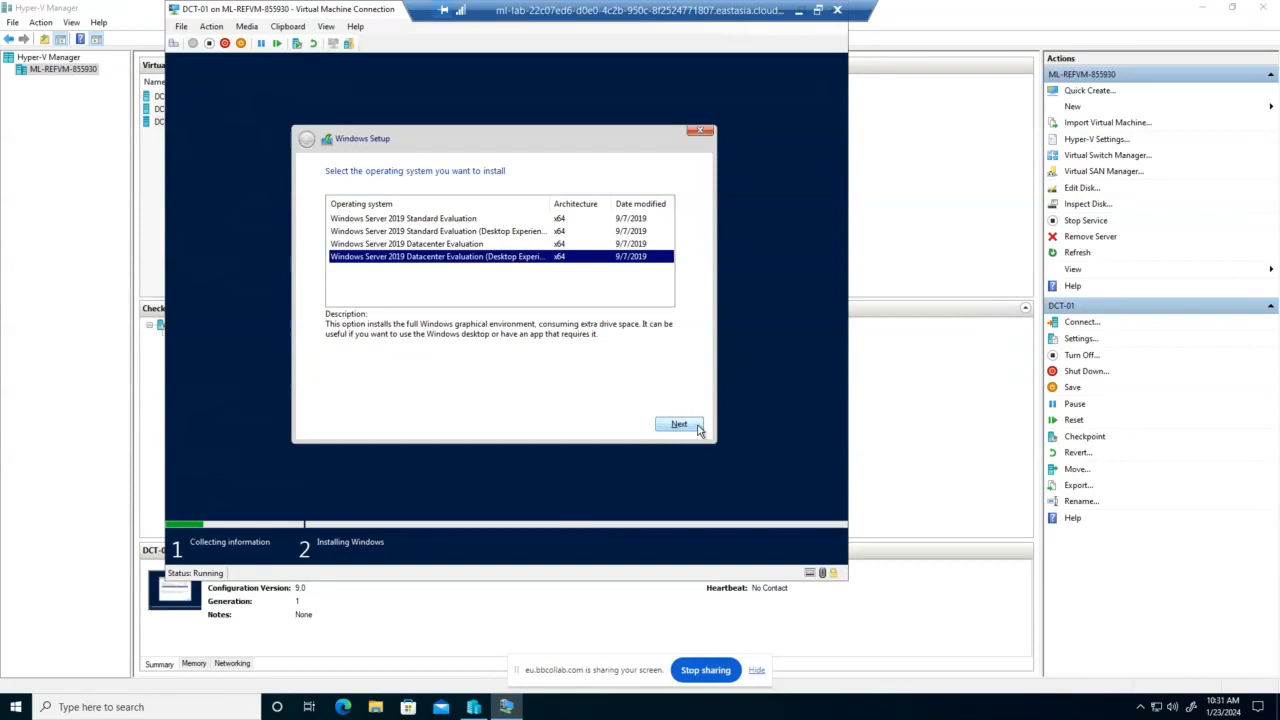 Hyper-V Manager
File Action View Help
Hyper-V Manager
ML-REFVM-855930
DCT-01 on ML-REFVM-855930 - Virtual Machine Connection
ml-lab-22c07ed6-d0e0-4c2b-950c-8f2524771807.eastasia.cloud...
File Action Media Clipboard View Help
Virtua
Name
DC
DC
DC
Check
Windows Setup
Select the operating system you want to install
Operating system Architecture Date modified
Windows Server 2019 Standard Evaluation x64 9/7/2019
Windows Server 2019 Standard Evaluation (Desktop Experien... x64 9/7/2019
Windows Server 2019 Datacenter Evaluation x64 9/7/2019
Windows Server 2019 Datacenter Evaluation (Desktop Experi... x64 9/7/2019
Description:
This option installs the full Windows graphical environment, consuming extra drive space. It can be
useful if you want to use the Windows desktop or have an app that requires it.
Next
1 Collecting information 2 Installing Windows
Status: Running
DCT-0
Configuration Version: 9.0 Heartbeat: No Contact
Generation: 1
Notes: None
Summary Memory Networking
Actions
ML-REFVM-855930
Quick Create...
New
Import Virtual Machine...
Hyper-V Settings...
Virtual Switch Manager...
Virtual SAN Manager...
Edit Disk...
Inspect Disk...
Stop Service
Remove Server
Refresh
View
Help
DCT-01
Connect...
Settings...
Turn Off...
Shut Down...
Save
Pause
Reset
Checkpoint
Revert...
Move...
Export...
Rename...
Help
eu.bbcollab.com is sharing your screen. Stop sharing Hide
Type here to search
10:31 AM
1/23/2024